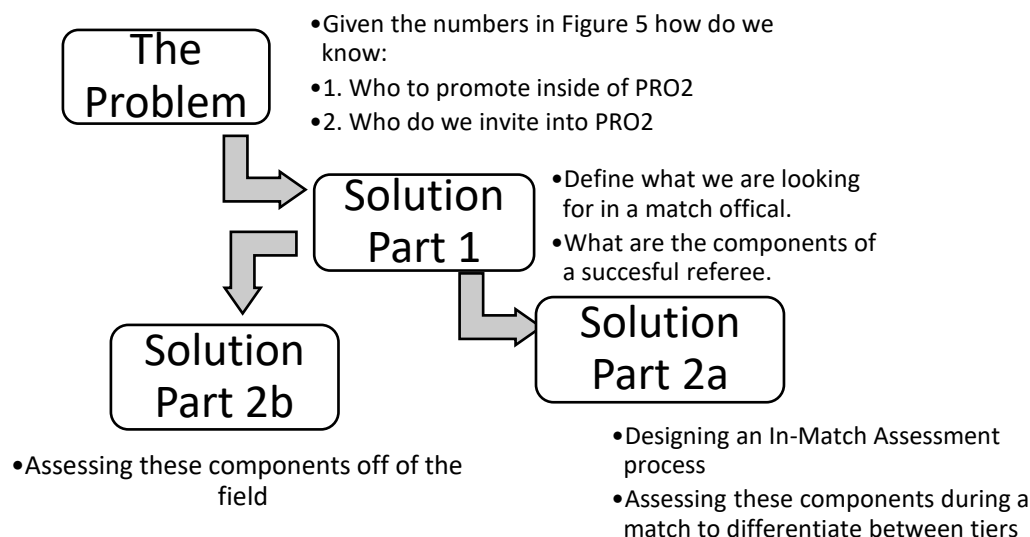 The
Problem
•Given the numbers in Figure 5 how do we
know:
•1. Who to promote inside of PRO2
•2. Who do we invite into PRO2
Solution
Part 1
•Define what we are looking
for in a match offical.
•What are the components of
a succesful referee.
Solution
Part 2b
•Assessing these components off of the
field
Solution
Part 2a
•Designing an In-Match Assessment
process
•Assessing these components during a
match to differentiate between tiers